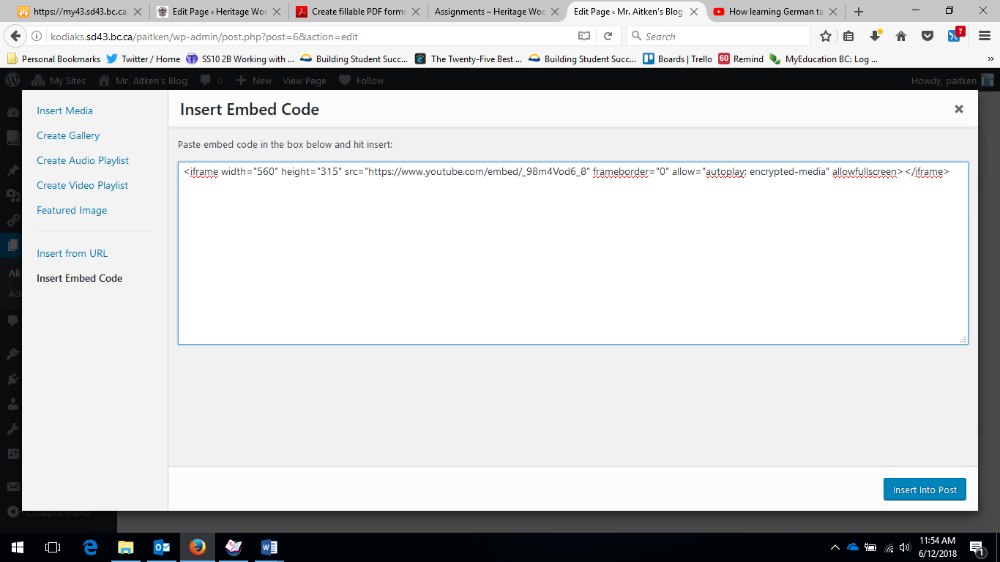 https://my43.sd43.bc.ca
Edit Page ‹ Heritage Woo
Create fillable PDF forms
Assignments – Heritage Woo
Edit Page ‹ Mr. Aitken's Blog
How learning German ta
kodiaks.sd43.bc.ca/paitken/wp-admin/post.php?post=6&action=edit
Search
?
Personal Bookmarks
Twitter / Home
SS10 2B Working with ...
Building Student Succ...
The Twenty-Five Best ...
Building Student Succ...
Boards | Trello
60 Remind
MyEducation BC: Log ...
My Sites
Mr. Aitken's Blog
0
New
View Page
Follow
Howdy, paitken
Insert Media
Create Gallery
Create Audio Playlist
Create Video Playlist
Featured Image
Insert from URL
Insert Embed Code
All
Add
Collapse menu
Insert Embed Code
Paste embed code in the box below and hit insert:
<iframe width="560" height="315" src="https://www.youtube.com/embed/_98m4Vod6_8" frameborder="0" allow="autoplay; encrypted-media" allowfullscreen></iframe>
Insert Into Post
11:54 AM
6/12/2018
1